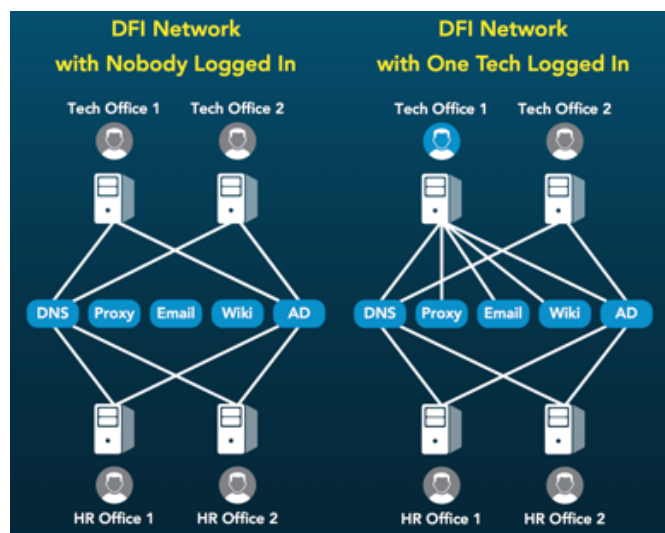 DFI Network
with Nobody Logged In
Tech Office 1 Tech Office 2
DNS Proxy Email Wiki AD
HR Office 1 HR Office 2
DFI Network
with One Tech Logged In
Tech Office 1 Tech Office 2
DNS Proxy Email Wiki AD
HR Office 1 HR Office 2